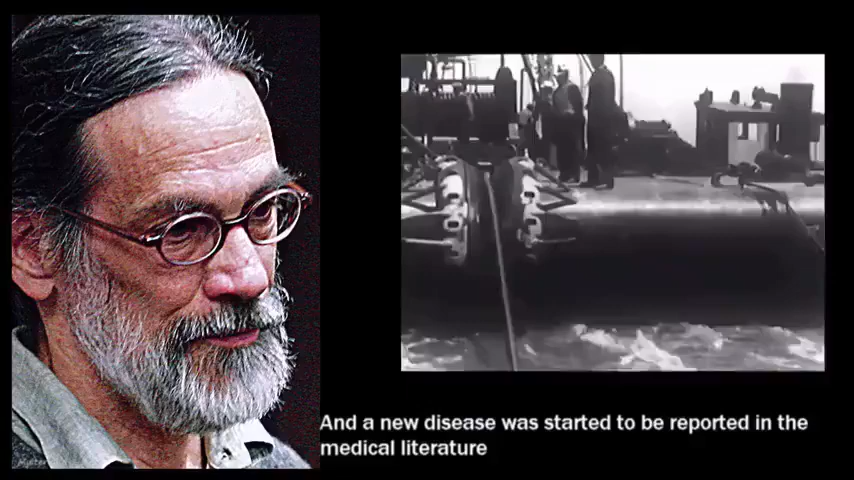 And a new disease was started to be reported in the
medical literature